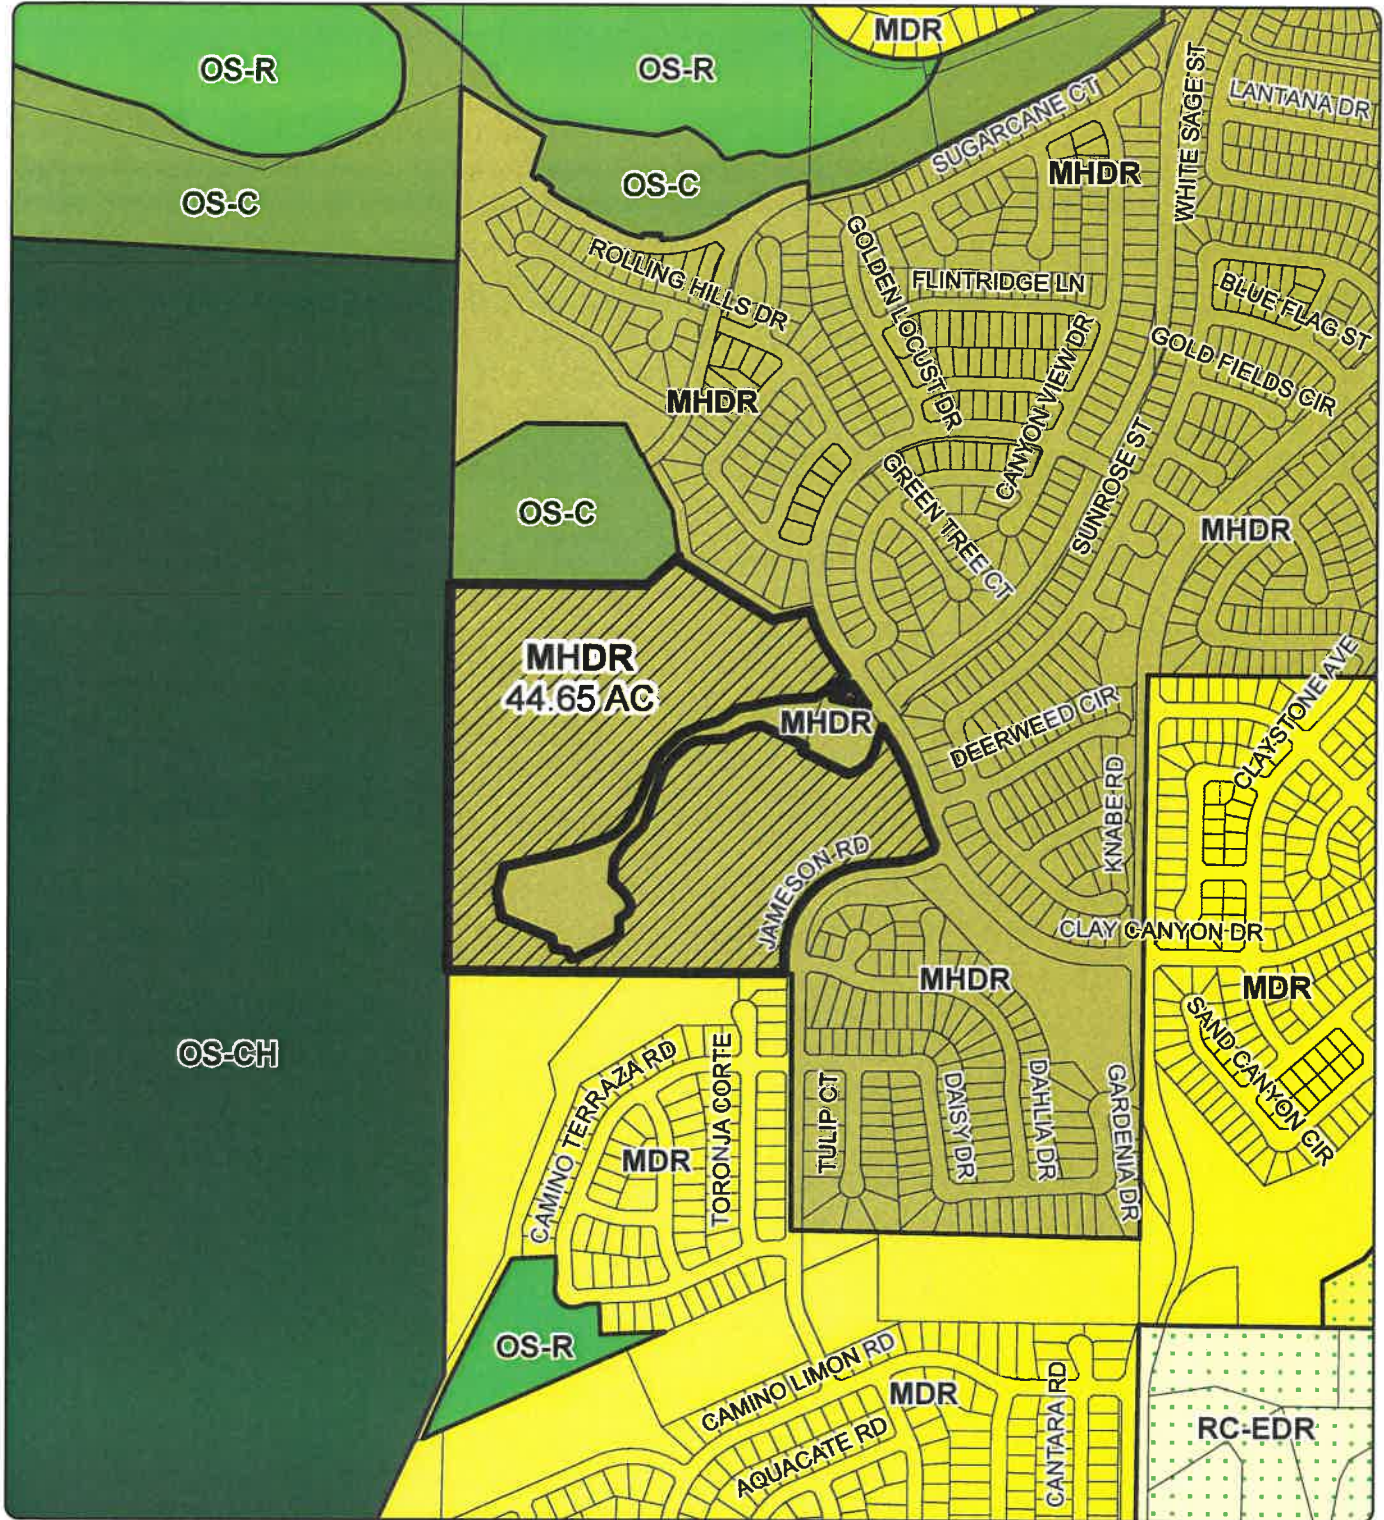 MDR
OS-R
OS-R
WHITE SAGE ST
LANTANA DR
SUGARCANE CT
MHDR
OS-C
OS-C
GOLDEN LOCUST DR
ROLLING HILLS DR
FLINTRIDGE LN
BLUE FLAG ST
CANYON VIEW DR
GOLD FIELDS CIR
MHDR
SUNROSE ST
GREEN TREE CT
OS-C
MHDR
MHDR
44.65 AC
CLAYSTONE AVE
MHDR
DEERWEED CIR
KNABE RD
JAMESON RD
CLAY CANYON DR
MHDR
MDR
SAND CANYON CIR
OS-CH
CAMINO TERRAZA RD
TORONJA CORTE
TULIP CT
DAISY DR
DAHLIA DR
GARDENIA DR
MDR
OS-R
CAMINO LIMON RD
MDR
CANTARA RD
AQUACATE RD
RC-EDR